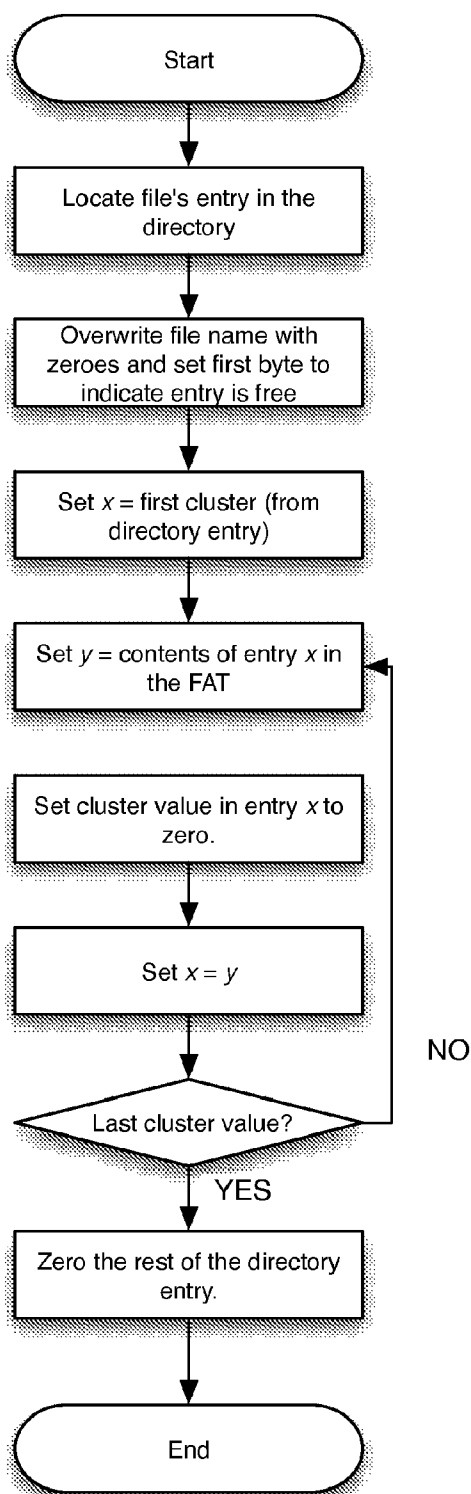 Start
Locate file's entry in the
directory
Overwrite file name with
zeroes and set first byte to
indicate entry is free
Set x = first cluster (from
directory entry)
Set y = contents of entry x in
the FAT
Set cluster value in entry x to
zero.
Set x = y
NO
Last cluster value?
YES
Zero the rest of the directory
entry.
End